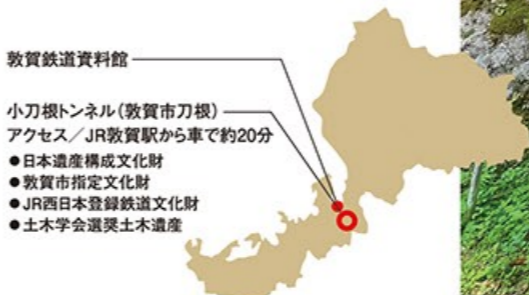 敦賀鉄道資料館
小刀根トンネル（敦賀市刀根）
アクセス／JR敦賀駅から車で約20分
●日本遺産構成文化財
●敦賀市指定文化財
●JR西日本登録鉄道文化財
●土木学会選奨土木遺産